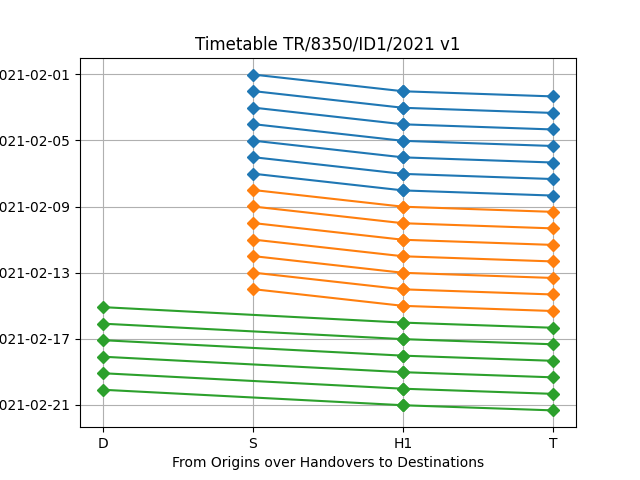 Timetable TR/8350/ID1/2021 v1
021-02-01
021-02-05
021-02-09
021-02-13
021-02-17
021-02-21
D S H1 T
From Origins over Handovers to Destinations